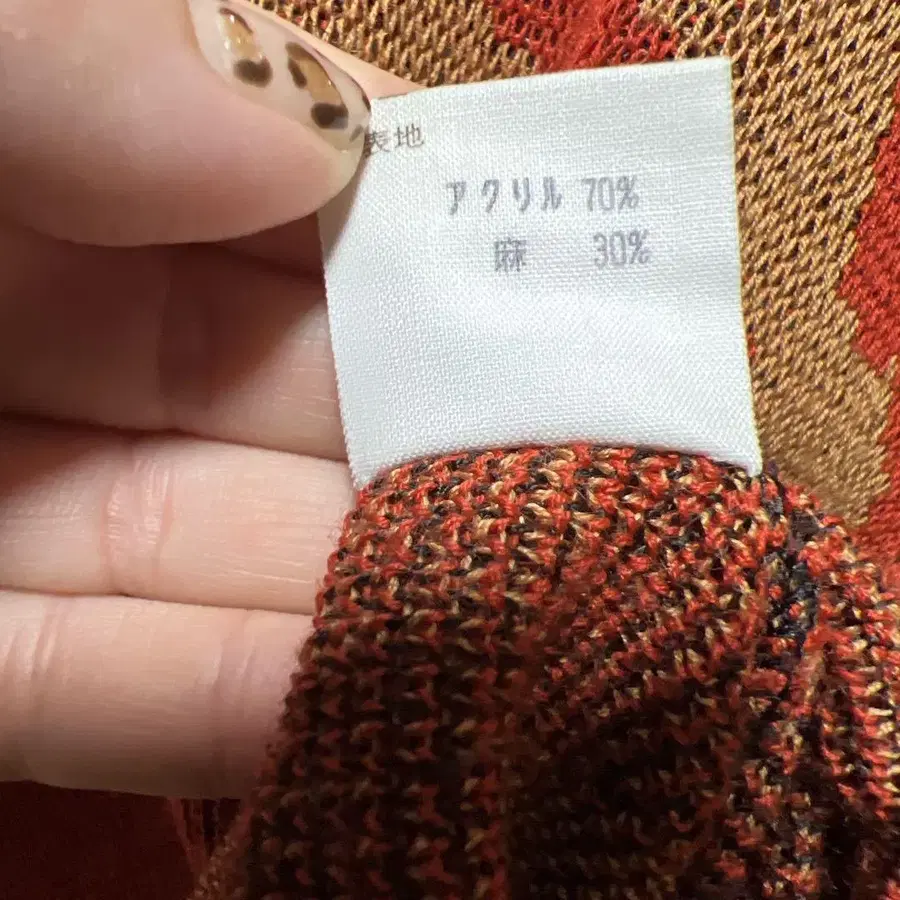 表地
アクリル 70%
麻 30%